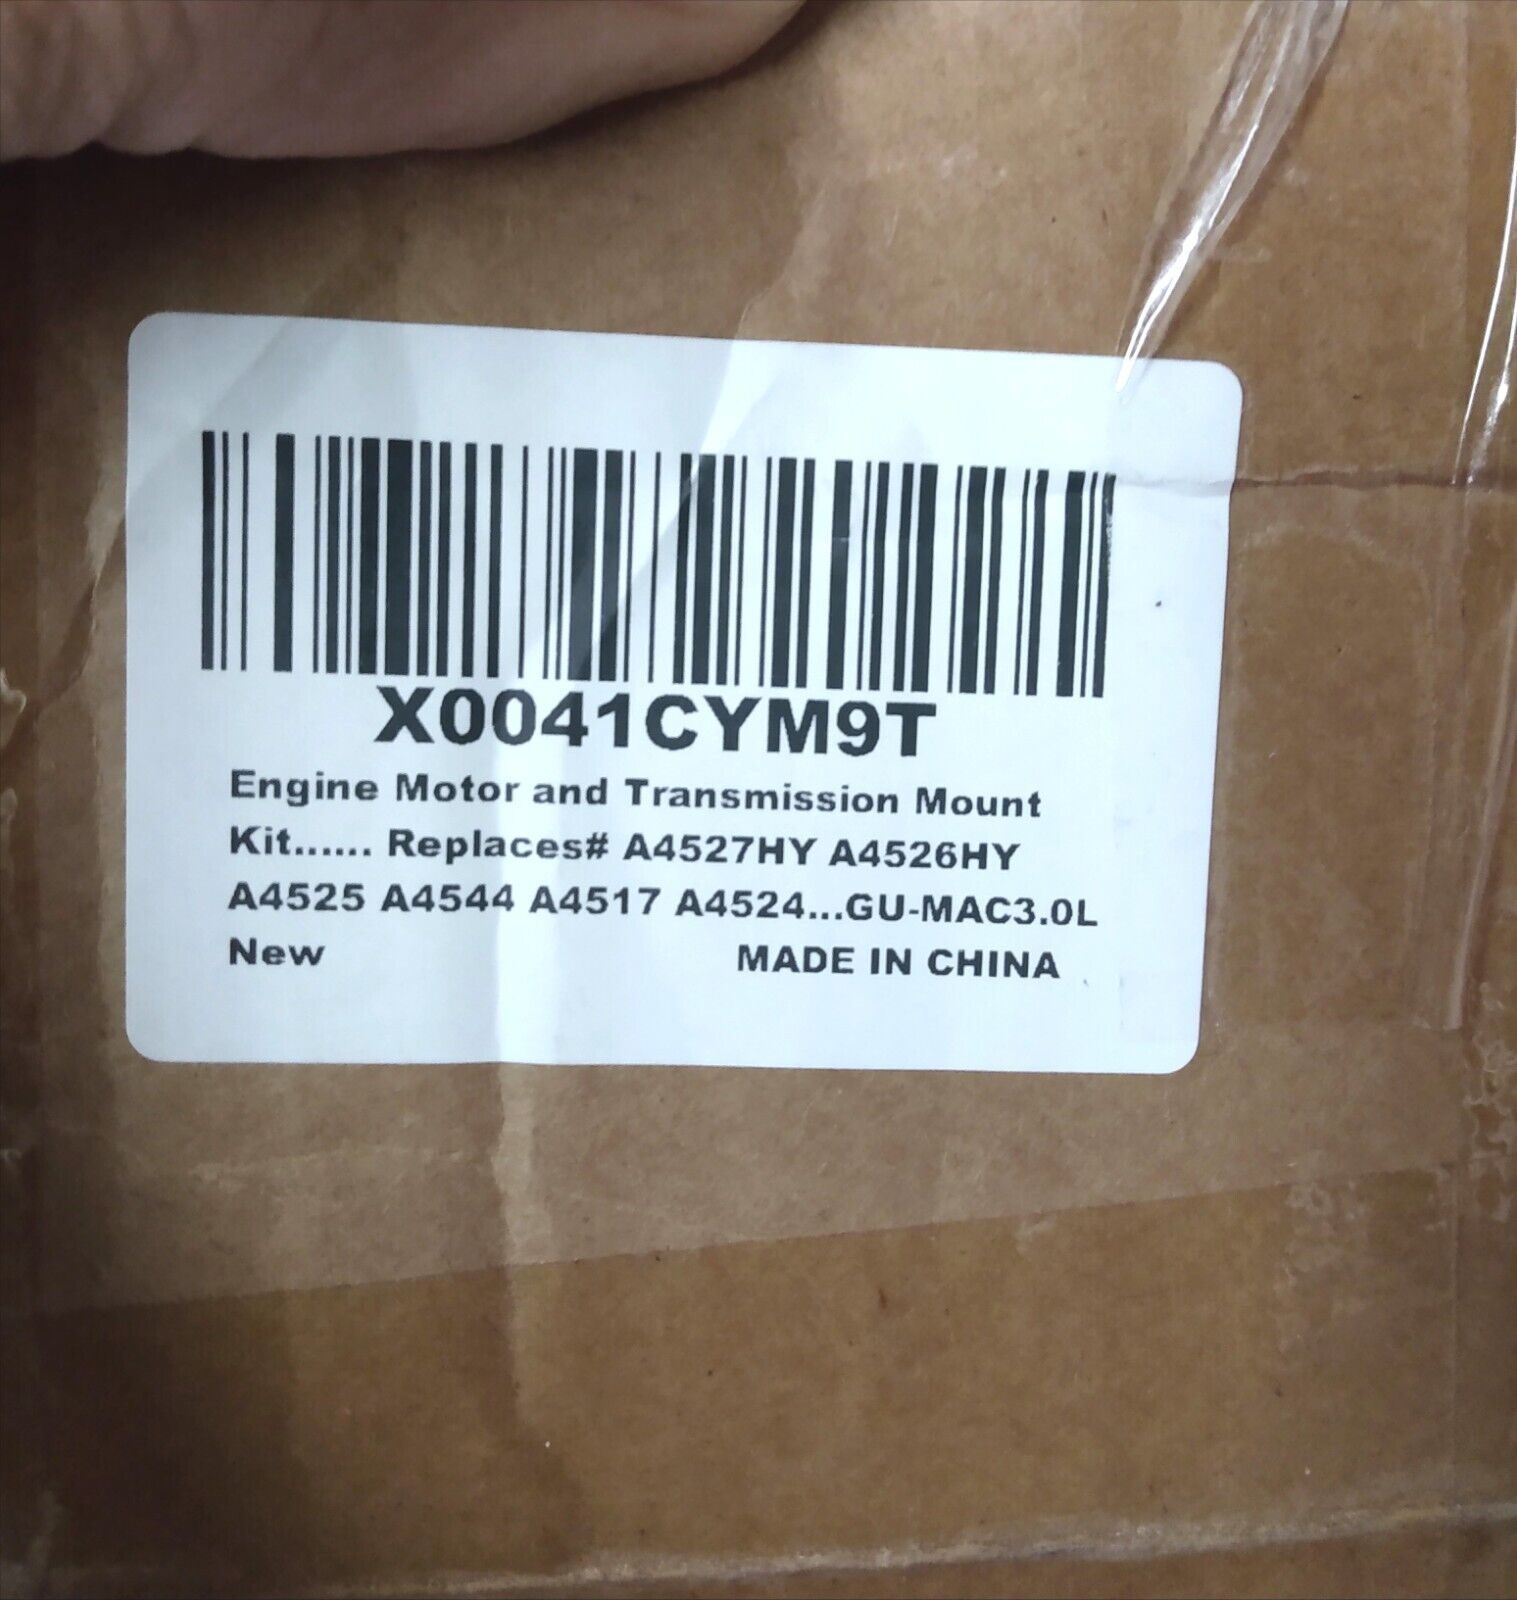 X0041CYM9T
Engine Motor and Transmission Mount
Kit...... Replaces# A4527HY A4526HY
A4525 A4544 A4517 A4524...GU-MAC3.0L
New MADE IN CHINA